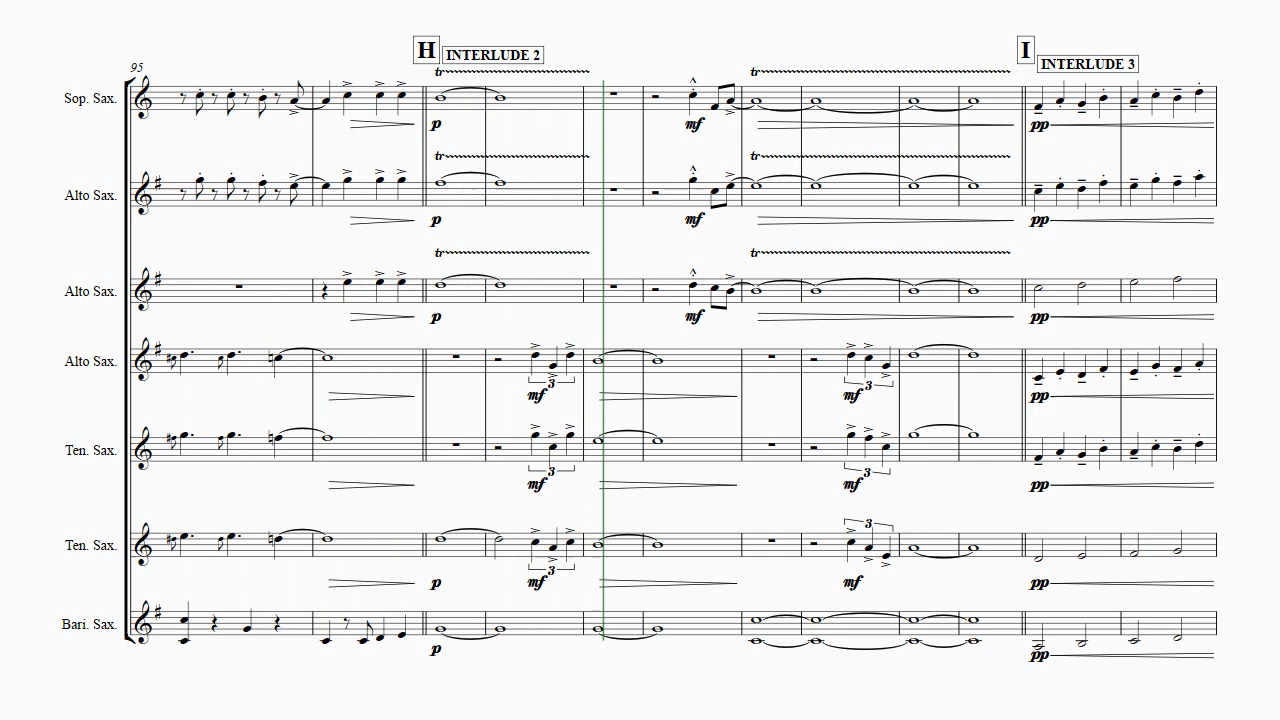 H INTERLUDE 2
I INTERLUDE 3
95
tr tr
Sop. Sax.
p mf pp
tr tr
Alto Sax.
p mf pp
tr tr
Alto Sax.
p mf pp
Alto Sax.
3 3
mf mf pp
Ten. Sax.
3 3
mf mf pp
3
Ten. Sax.
3
p mf mf pp
Bari. Sax.
p pp